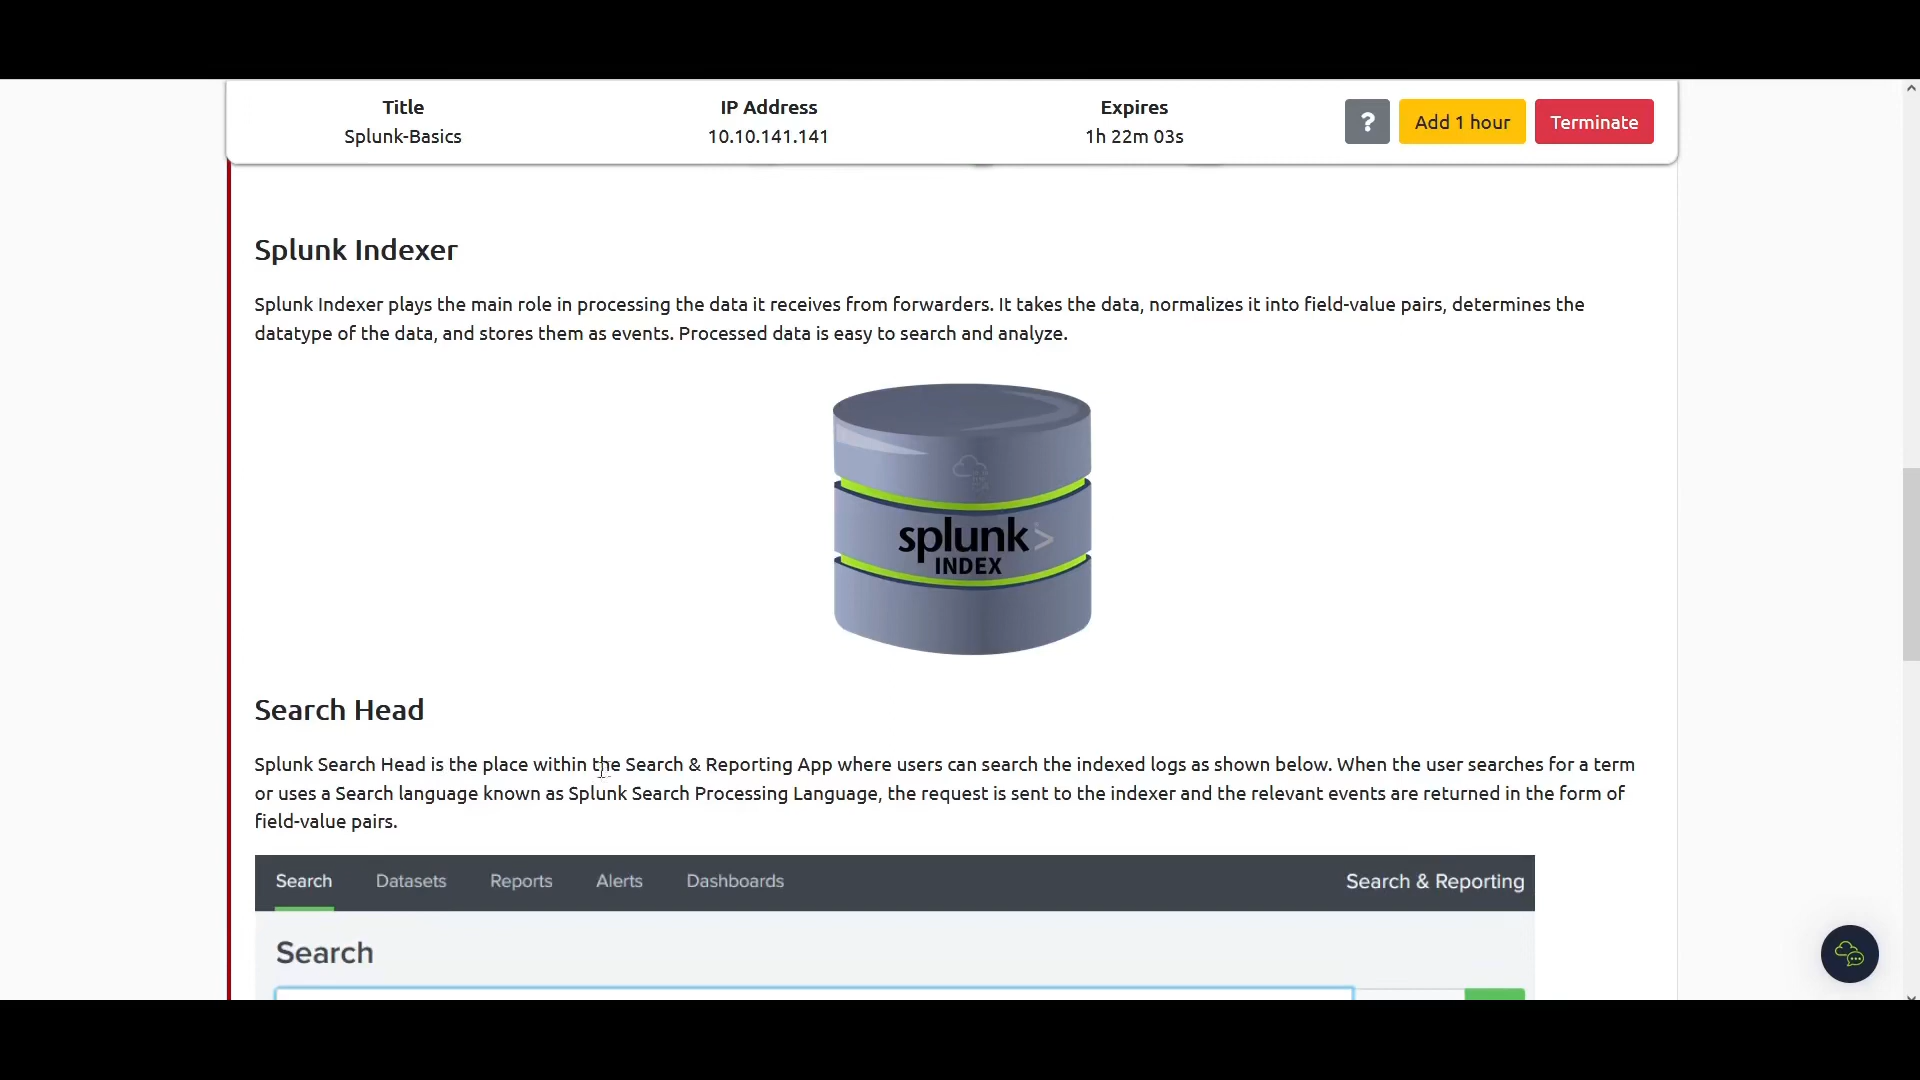 Title
Splunk-Basics
IP Address
10.10.141.141
Expires
1h 22m 03s
?
Add 1 hour
Terminate
Splunk Indexer
Splunk Indexer plays the main role in processing the data it receives from forwarders. It takes the data, normalizes it into field-value pairs, determines the
datatype of the data, and stores them as events. Processed data is easy to search and analyze.
splunk>
INDEX
Search Head
Splunk Search Head is the place within the Search & Reporting App where users can search the indexed logs as shown below. When the user searches for a term
or uses a Search language known as Splunk Search Processing Language, the request is sent to the indexer and the relevant events are returned in the form of
field-value pairs.
Search Datasets Reports Alerts Dashboards Search & Reporting
Search